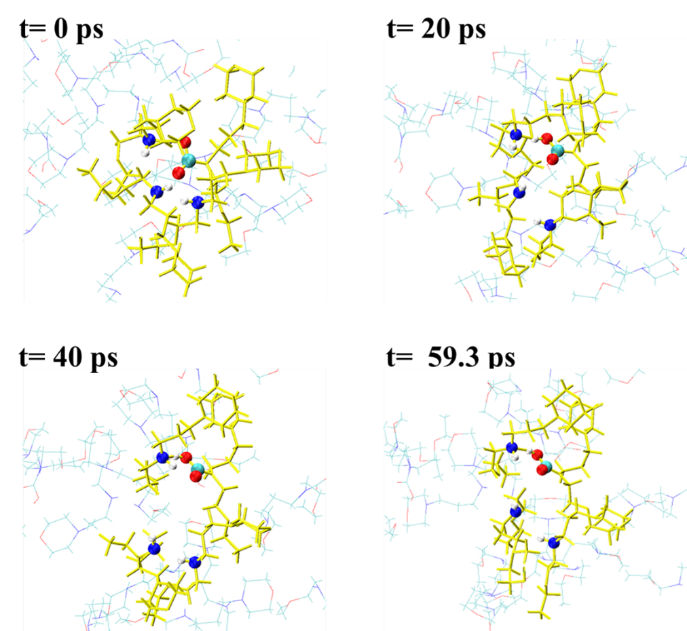 t= 0 ps
t= 20 ps
t= 40 ps
t=  59.3 ps